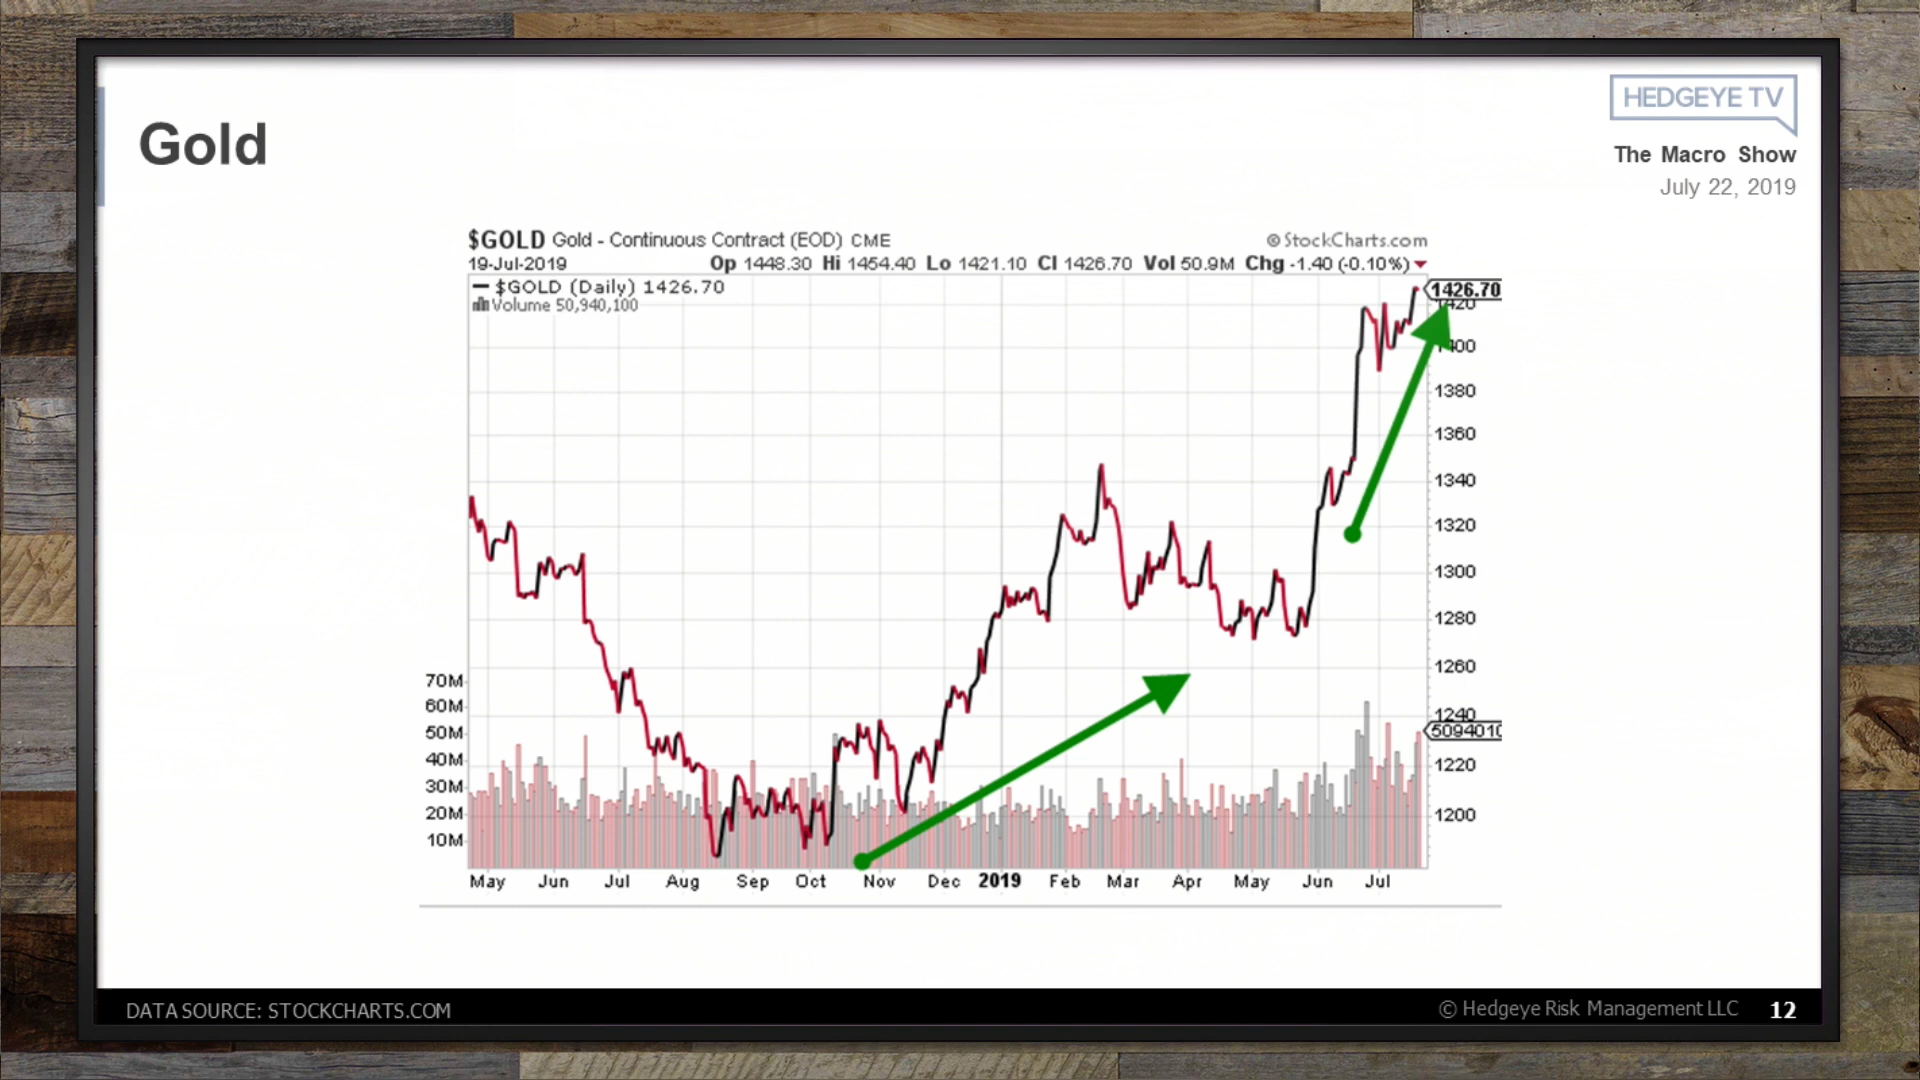 HEDGEYE TV
Gold
The Macro Show
July 22, 2019
$GOLD Gold - Continuous Contract (EOD) CME
© StockCharts.com
19-Jul-2019
Op 1448.30 Hi 1454.40 Lo 1421.10 Cl 1426.70 Vol 50.9M Chg -1.40 (-0.10%)
$GOLD (Daily) 1426.70
Volume 50,940,100
1426.70
1420
1400
1380
1360
1340
1320
1300
1280
1260
1240
5094010
1220
1200
70M
60M
50M
40M
30M
20M
10M
May Jun Jul Aug Sep Oct Nov Dec 2019 Feb Mar Apr May Jun Jul
DATA SOURCE: STOCKCHARTS.COM
© Hedgeye Risk Management LLC 12